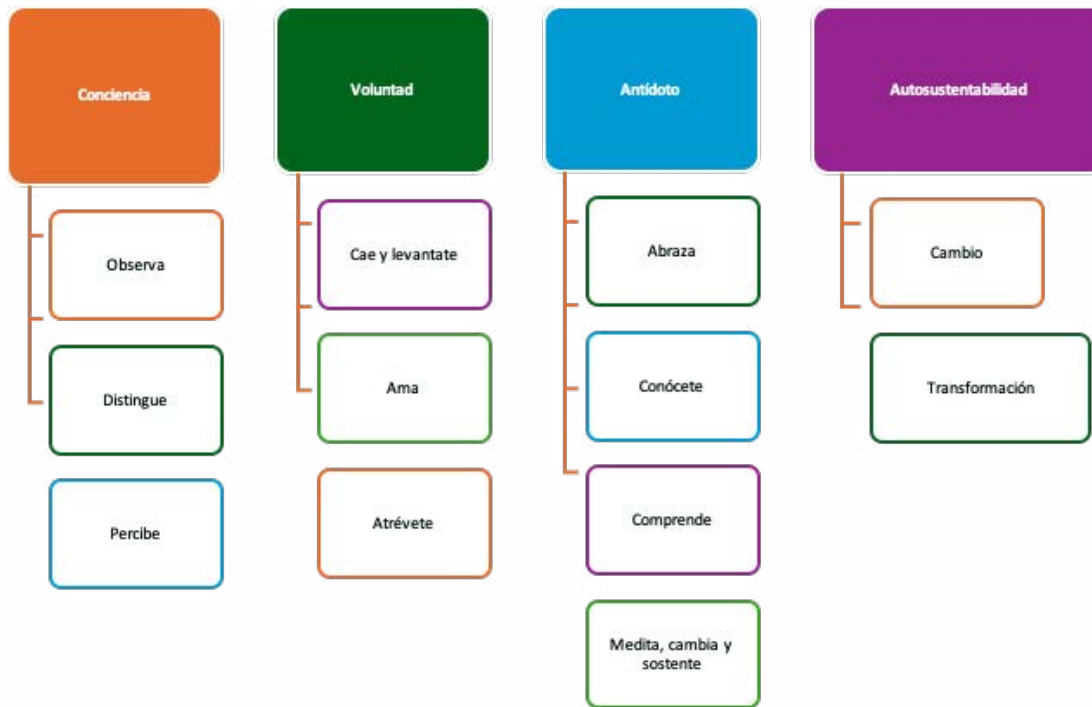 Conciencia
Observa
Distingue
Percibe
Voluntad
Cae y levantate
Ama
Atrévete
Antídoto
Abraza
Conócete
Comprende
Medita, cambia y
sostente
Autosustentabilidad
Cambio
Transformación